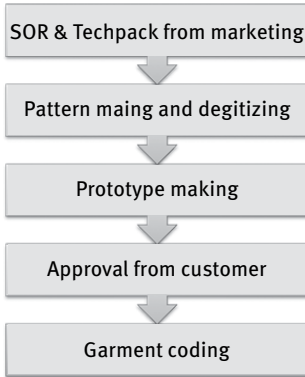 SOR & Techpack from marketing
Pattern maing and degitizing
Prototype making
Approval from customer
Garment coding